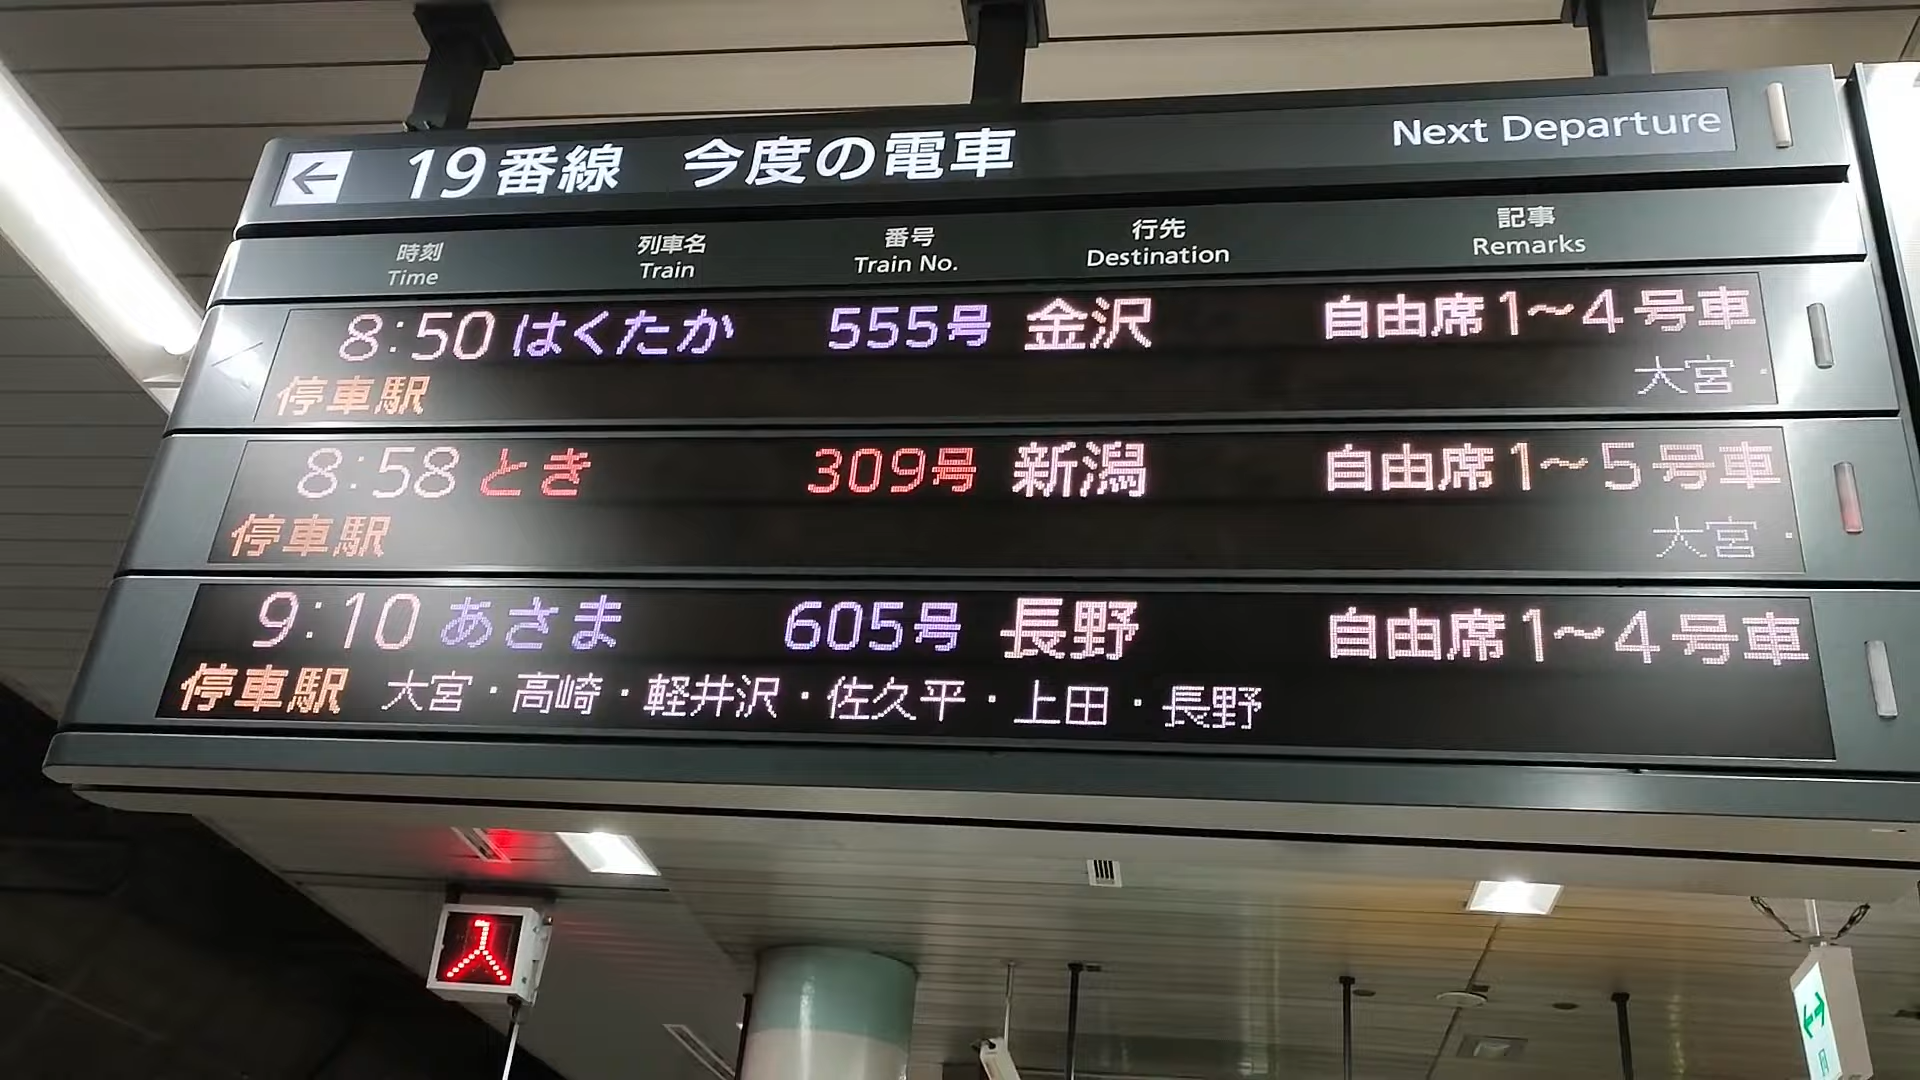 ← 19番線 今度の電車 Next Departure
時刻 列車名 番号 行先 記事
Time Train Train No. Destination Remarks
8:50 はくたか 555号 金沢 自由席1~4号車
停車駅 大宮・
8:58 とき 309号 新潟 自由席1~5号車
停車駅 大宮・
9:10 あさま 605号 長野 自由席1~4号車
停車駅 大宮・高崎・軽井沢・佐久平・上田・長野
入